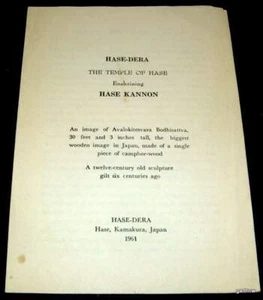 HASE-DERA
THE TEMPLE OF HASE
Enshrining
HASE KANNON
An image of Avalokitesvara Bodhisattva,
30 feet and 3 inches tall, the biggest
wooden image in Japan, made of a single
piece of camphor-wood
A twelve-century old sculpture
gilt six centuries ago
HASE-DERA
Hase, Kamakura, Japan
1961